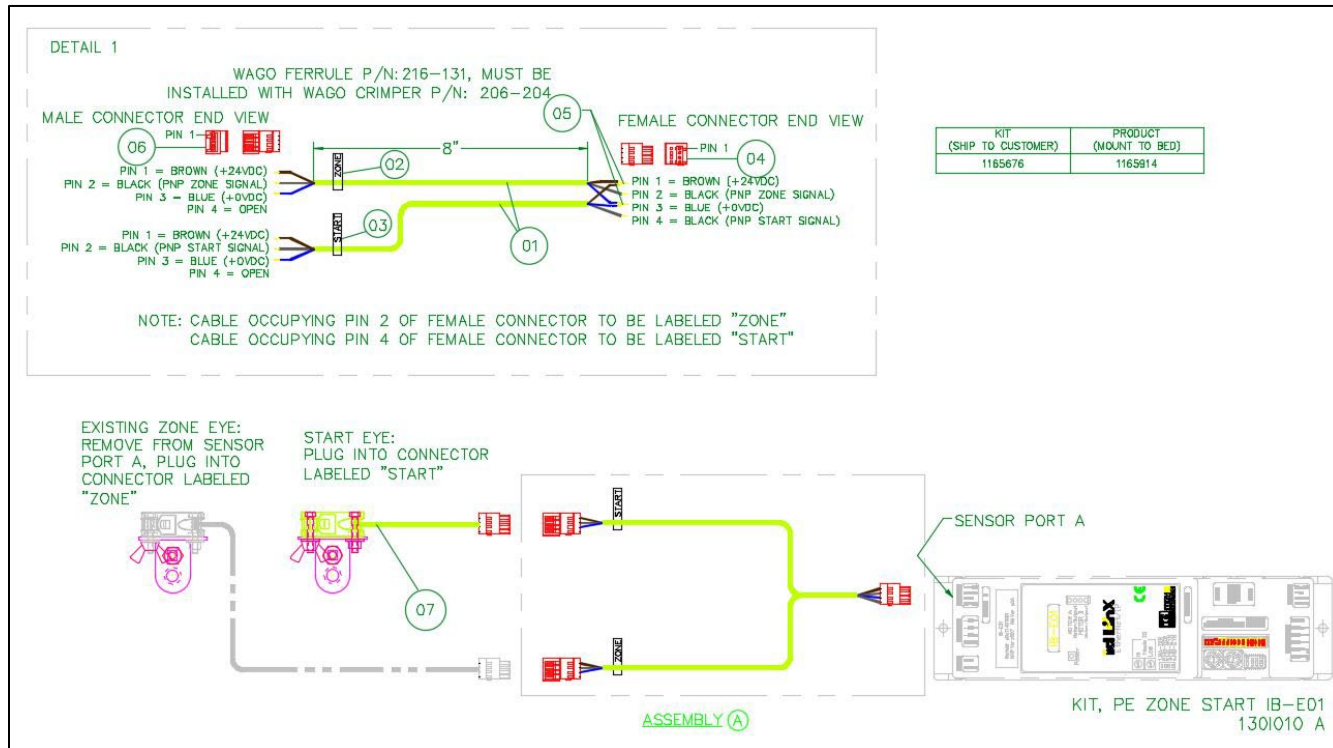 DETAIL 1
WAGO FERRULE P/N: 216-131, MUST BE
INSTALLED WITH WAGO CRIMPER P/N: 206-204
MALE CONNECTOR END VIEW
PIN 1
06
8"
ZONE
02
PIN 1 = BROWN (+24VDC)
PIN 2 = BLACK (PNP ZONE SIGNAL)
PIN 3 = BLUE (+0VDC)
PIN 4 = OPEN
START
03
01
PIN 1 = BROWN (+24VDC)
PIN 2 = BLACK (PNP START SIGNAL)
PIN 3 = BLUE (+0VDC)
PIN 4 = OPEN
05
FEMALE CONNECTOR END VIEW
PIN 1
04
PIN 1 = BROWN (+24VDC)
PIN 2 = BLACK (PNP ZONE SIGNAL)
PIN 3 = BLUE (+0VDC)
PIN 4 = BLACK (PNP START SIGNAL)
NOTE: CABLE OCCUPYING PIN 2 OF FEMALE CONNECTOR TO BE LABELED "ZONE"
CABLE OCCUPYING PIN 4 OF FEMALE CONNECTOR TO BE LABELED "START"
KIT
(SHIP TO CUSTOMER)
PRODUCT
(MOUNT TO BED)
1165676
1165914
EXISTING ZONE EYE:
REMOVE FROM SENSOR
PORT A, PLUG INTO
CONNECTOR LABELED
"ZONE"
START EYE:
PLUG INTO CONNECTOR
LABELED "START"
07
START
ZONE
ASSEMBLY A
SENSOR PORT A
IB-E01
CE
KIT, PE ZONE START IB-E01
1301010 A